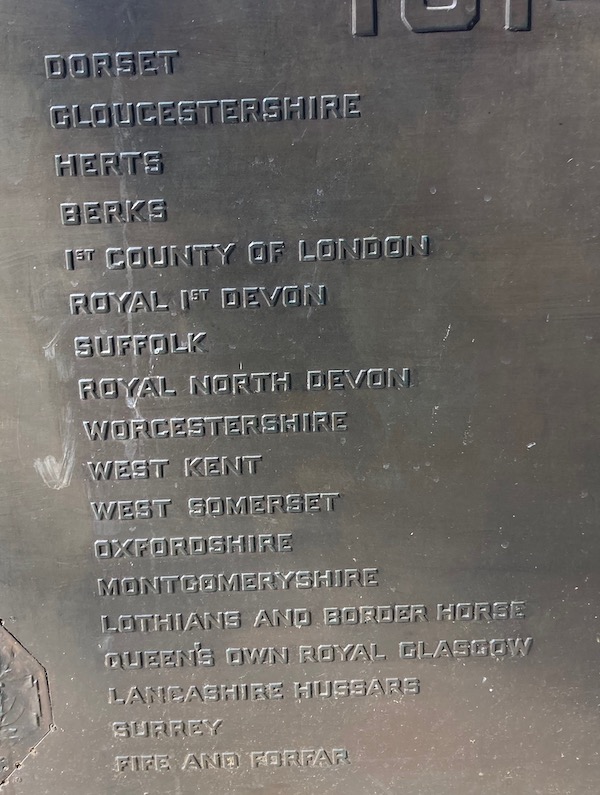 DORSET
GLOUCESTERSHIRE
HERTS
BERKS
1ST COUNTY OF LONDON
ROYAL 1ST DEVON
SUFFOLK
ROYAL NORTH DEVON
WORCESTERSHIRE
WEST KENT
WEST SOMERSET
OXFORDSHIRE
MONTGOMERYSHIRE
LOTHIANS AND BORDER HORSE
QUEEN'S OWN ROYAL GLASGOW
LANCASHIRE HUSSARS
SURREY
FIFE AND FORFAR